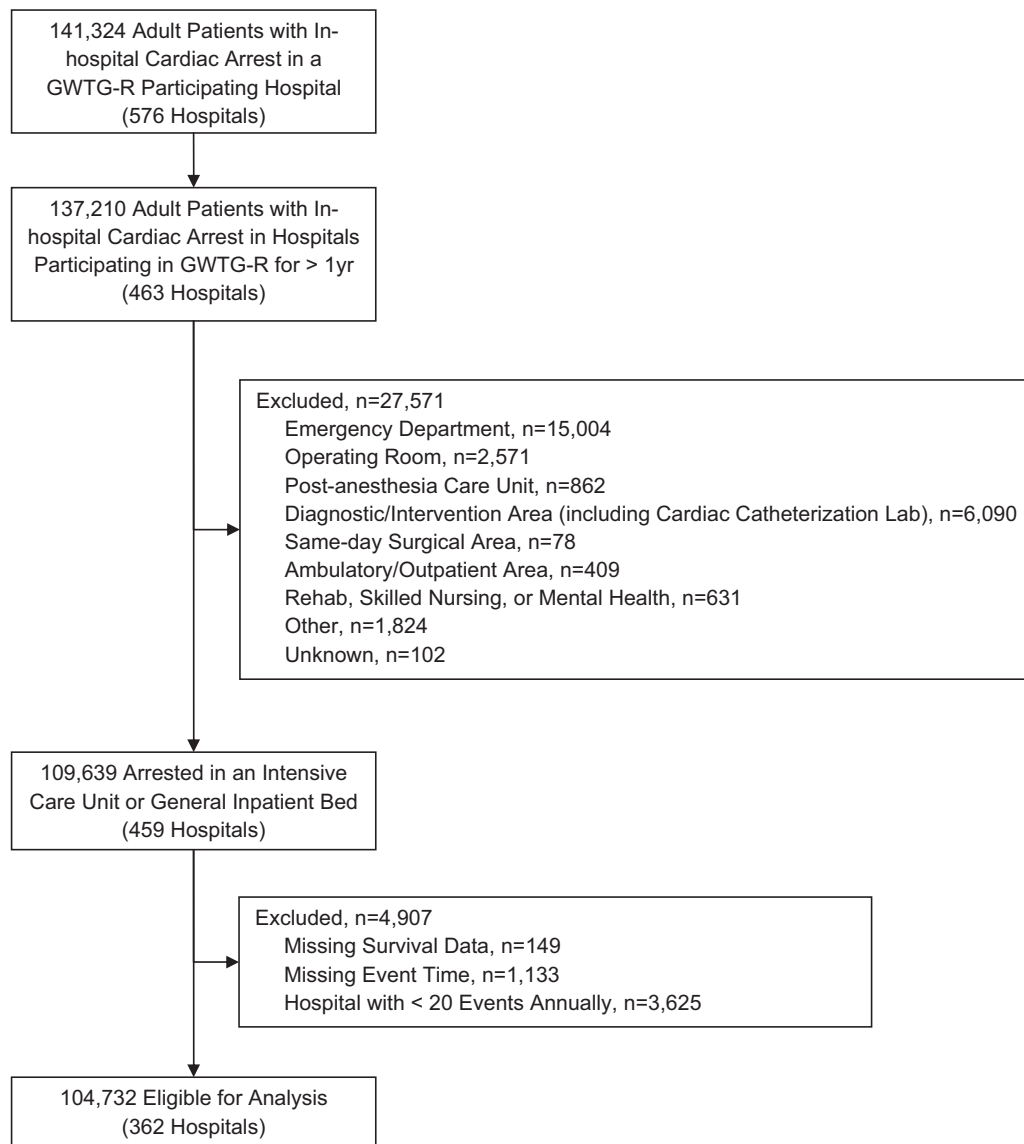 141,324 Adult Patients with In-
hospital Cardiac Arrest in a
GWTG-R Participating Hospital
(576 Hospitals)
137,210 Adult Patients with In-
hospital Cardiac Arrest in Hospitals
Participating in GWTG-R for > 1yr
(463 Hospitals)
Excluded, n=27,571
Emergency Department, n=15,004
Operating Room, n=2,571
Post-anesthesia Care Unit, n=862
Diagnostic/Intervention Area (including Cardiac Catheterization Lab), n=6,090
Same-day Surgical Area, n=78
Ambulatory/Outpatient Area, n=409
Rehab, Skilled Nursing, or Mental Health, n=631
Other, n=1,824
Unknown, n=102
109,639 Arrested in an Intensive
Care Unit or General Inpatient Bed
(459 Hospitals)
Excluded, n=4,907
Missing Survival Data, n=149
Missing Event Time, n=1,133
Hospital with < 20 Events Annually, n=3,625
104,732 Eligible for Analysis
(362 Hospitals)